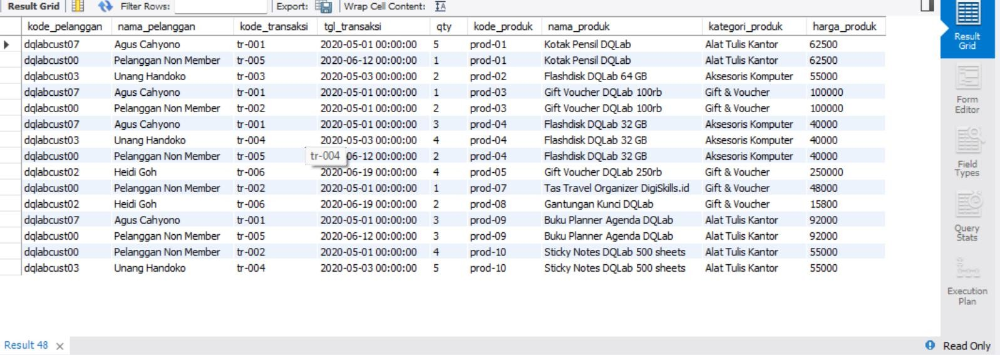 Result Grid Filter Rows: Export: Wrap Cell Content: IA
kode_pelanggan nama_pelanggan kode_transaksi tgl_transaksi qty kode_produk nama_produk kategori_produk harga_produk
dqlabcust07 Agus Cahyono tr-001 2020-05-01 00:00:00 5 prod-01 Kotak Pensil DQLab Alat Tulis Kantor 62500
dqlabcust00 Pelanggan Non Member tr-005 2020-06-12 00:00:00 1 prod-01 Kotak Pensil DQLab Alat Tulis Kantor 62500
dqlabcust03 Unang Handoko tr-003 2020-05-03 00:00:00 2 prod-02 Flashdisk DQLab 64 GB Aksesoris Komputer 55000
dqlabcust07 Agus Cahyono tr-001 2020-05-01 00:00:00 1 prod-03 Gift Voucher DQLab 100rb Gift & Voucher 100000
dqlabcust00 Pelanggan Non Member tr-002 2020-05-01 00:00:00 2 prod-03 Gift Voucher DQLab 100rb Gift & Voucher 100000
dqlabcust07 Agus Cahyono tr-001 2020-05-01 00:00:00 3 prod-04 Flashdisk DQLab 32 GB Aksesoris Komputer 40000
dqlabcust03 Unang Handoko tr-004 2020-05-03 00:00:00 4 prod-04 Flashdisk DQLab 32 GB Aksesoris Komputer 40000
dqlabcust00 Pelanggan Non Member tr-005 tr-004 06-12 00:00:00 2 prod-04 Flashdisk DQLab 32 GB Aksesoris Komputer 40000
dqlabcust02 Heidi Goh tr-006 2020-06-19 00:00:00 4 prod-05 Gift Voucher DQLab 250rb Gift & Voucher 250000
dqlabcust00 Pelanggan Non Member tr-002 2020-05-01 00:00:00 1 prod-07 Tas Travel Organizer DigiSkills.id Gift & Voucher 48000
dqlabcust02 Heidi Goh tr-006 2020-06-19 00:00:00 2 prod-08 Gantungan Kunci DQLab Gift & Voucher 15800
dqlabcust07 Agus Cahyono tr-001 2020-05-01 00:00:00 3 prod-09 Buku Planner Agenda DQLab Alat Tulis Kantor 92000
dqlabcust00 Pelanggan Non Member tr-005 2020-06-12 00:00:00 3 prod-09 Buku Planner Agenda DQLab Alat Tulis Kantor 92000
dqlabcust00 Pelanggan Non Member tr-002 2020-05-01 00:00:00 4 prod-10 Sticky Notes DQLab 500 sheets Alat Tulis Kantor 55000
dqlabcust03 Unang Handoko tr-004 2020-05-03 00:00:00 5 prod-10 Sticky Notes DQLab 500 sheets Alat Tulis Kantor 55000
Result
Grid
Form
Editor
Field
Types
Query
Stats
Execution
Plan
Result 48 Read Only